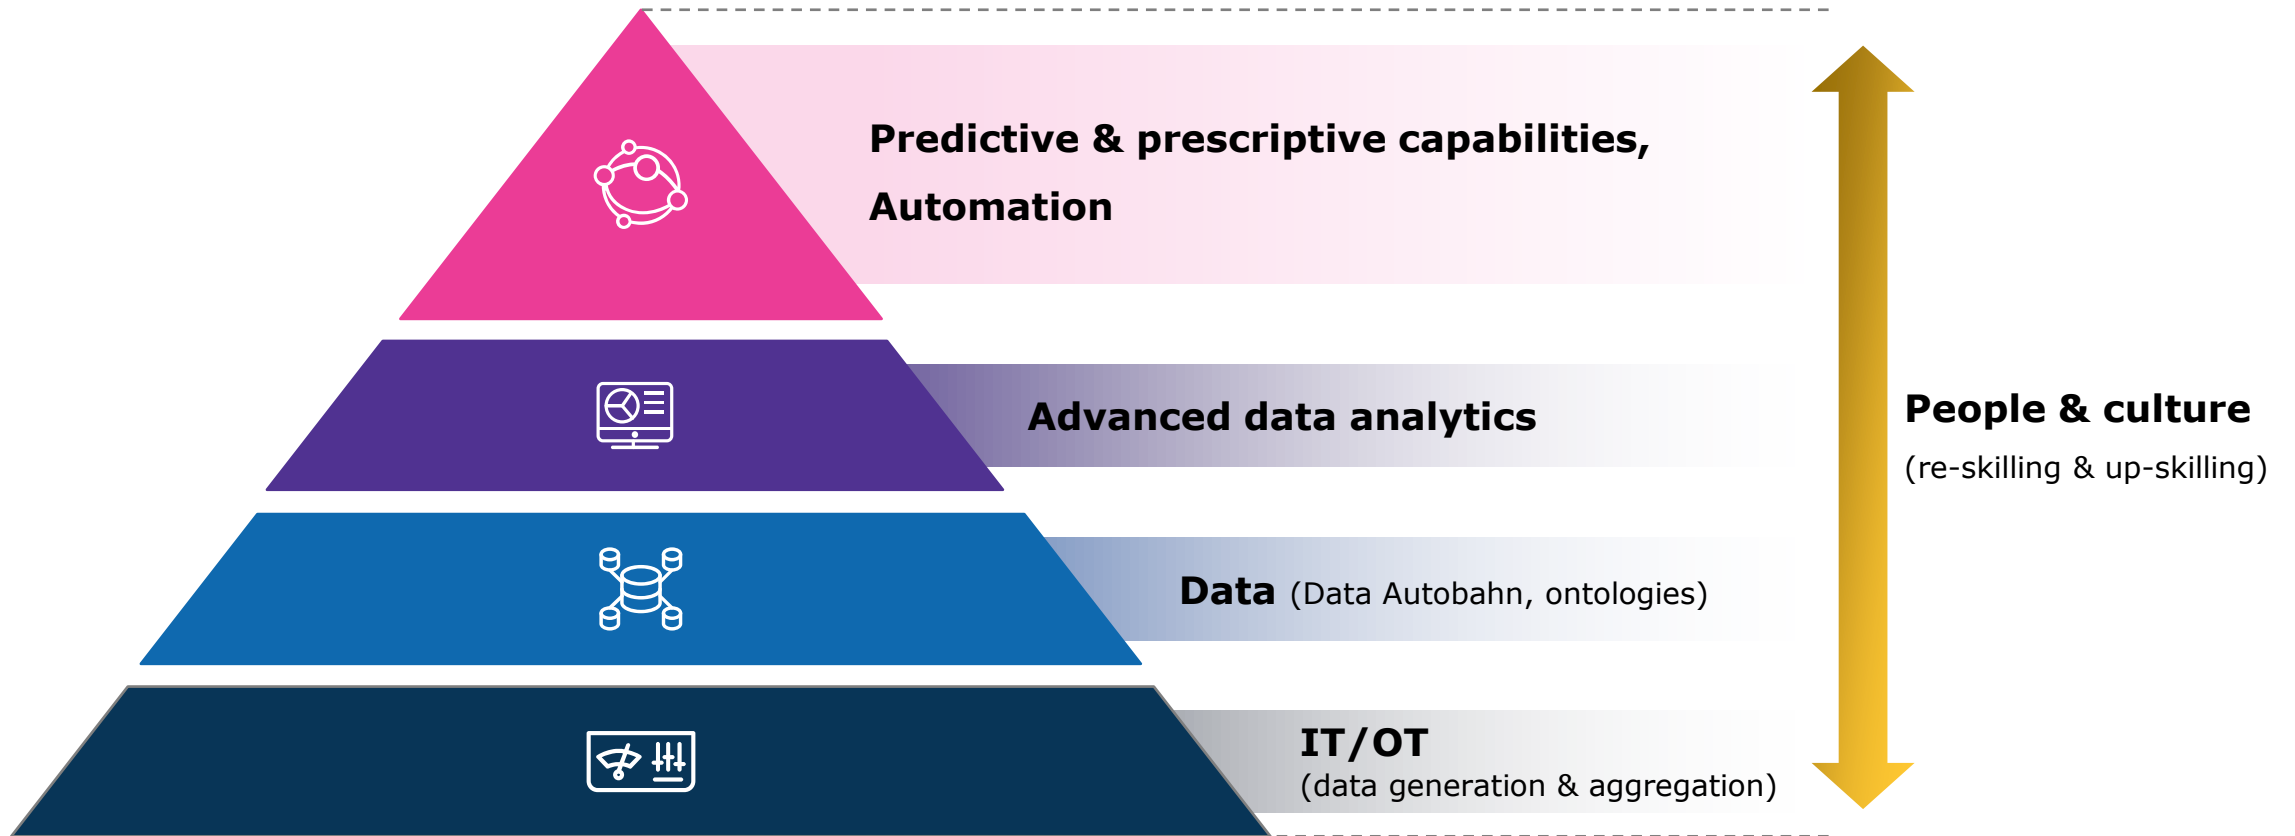 Predictive & prescriptive capabilities,
Automation
Advanced data analytics
People & culture
(re-skilling & up-skilling)
Data (Data Autobahn, ontologies)
IT/OT
(data generation & aggregation)